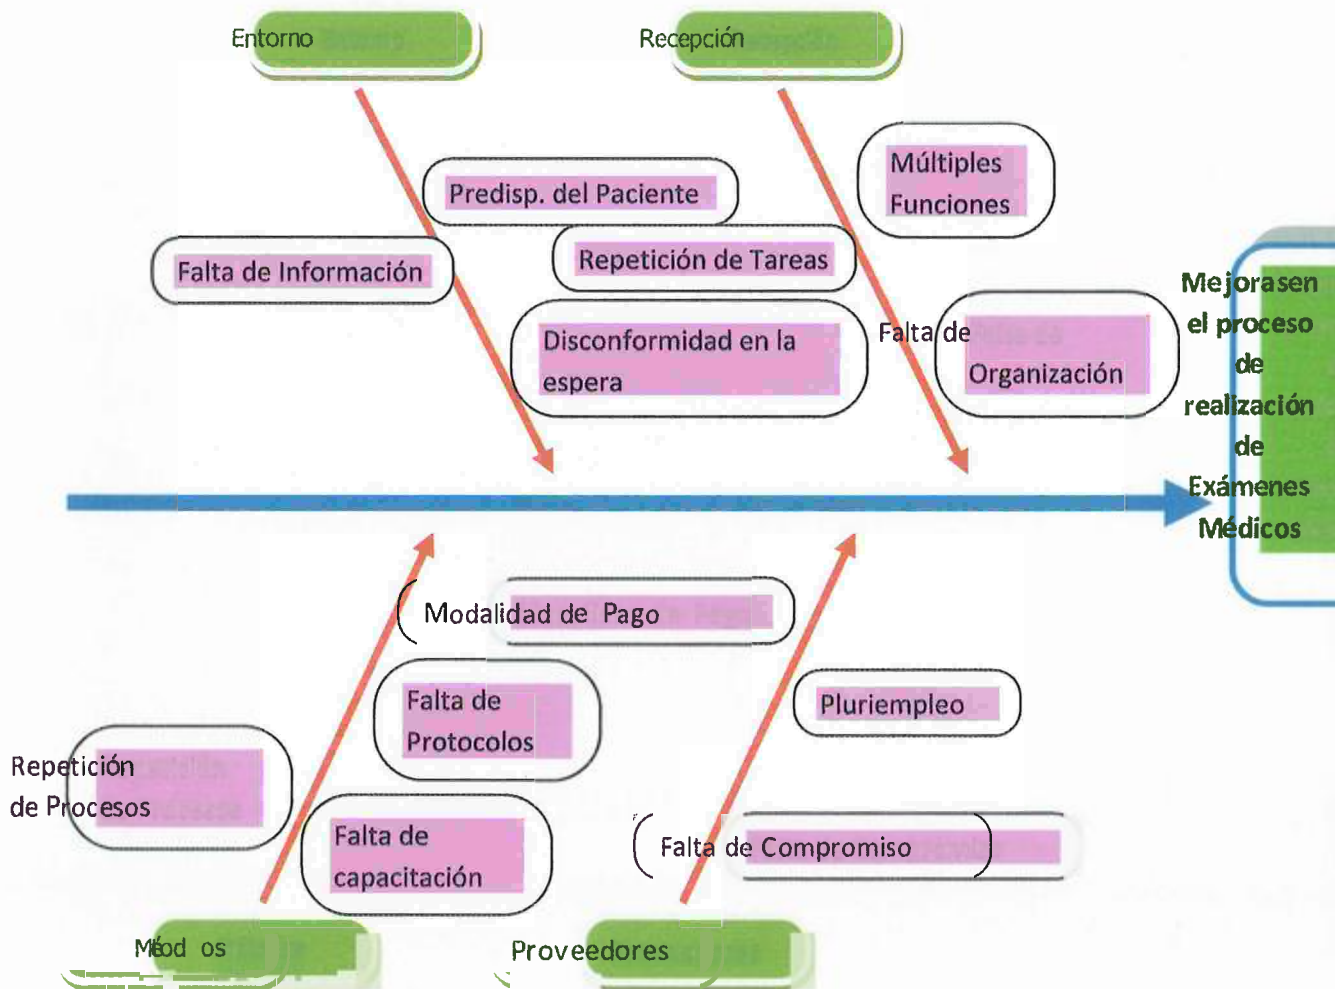 Entorno
Recepción
Múltiples
Funciones
Predisp. del Paciente
Repetición de Tareas
Falta de Información
Disconformidad en la
espera
Falta de
Organización
Mejorasen
el proceso
de
realización
de
Exámenes
Médicos
Modalidad de Pago
Falta de
Protocolos
Pluriempleo
Repetición
de Procesos
Falta de
capacitación
Falta de Compromiso
Proveedores